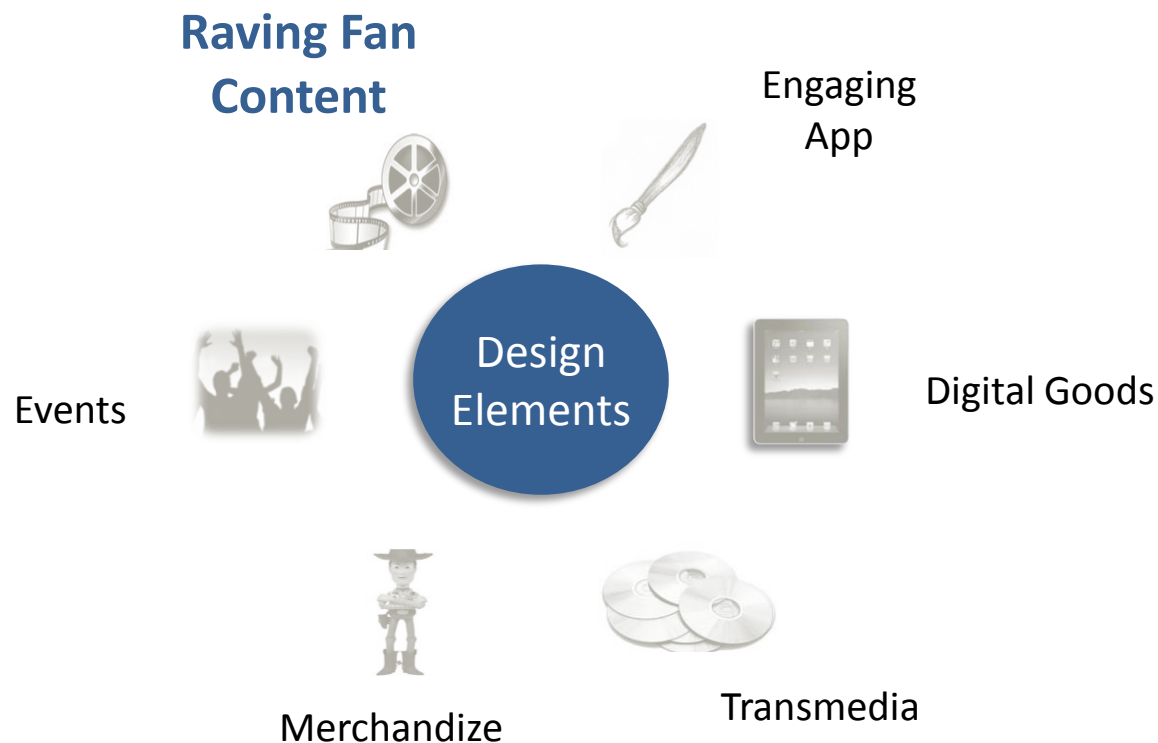 Raving Fan
Content
Engaging
App
Design
Elements
Events
Digital Goods
Merchandize
Transmedia